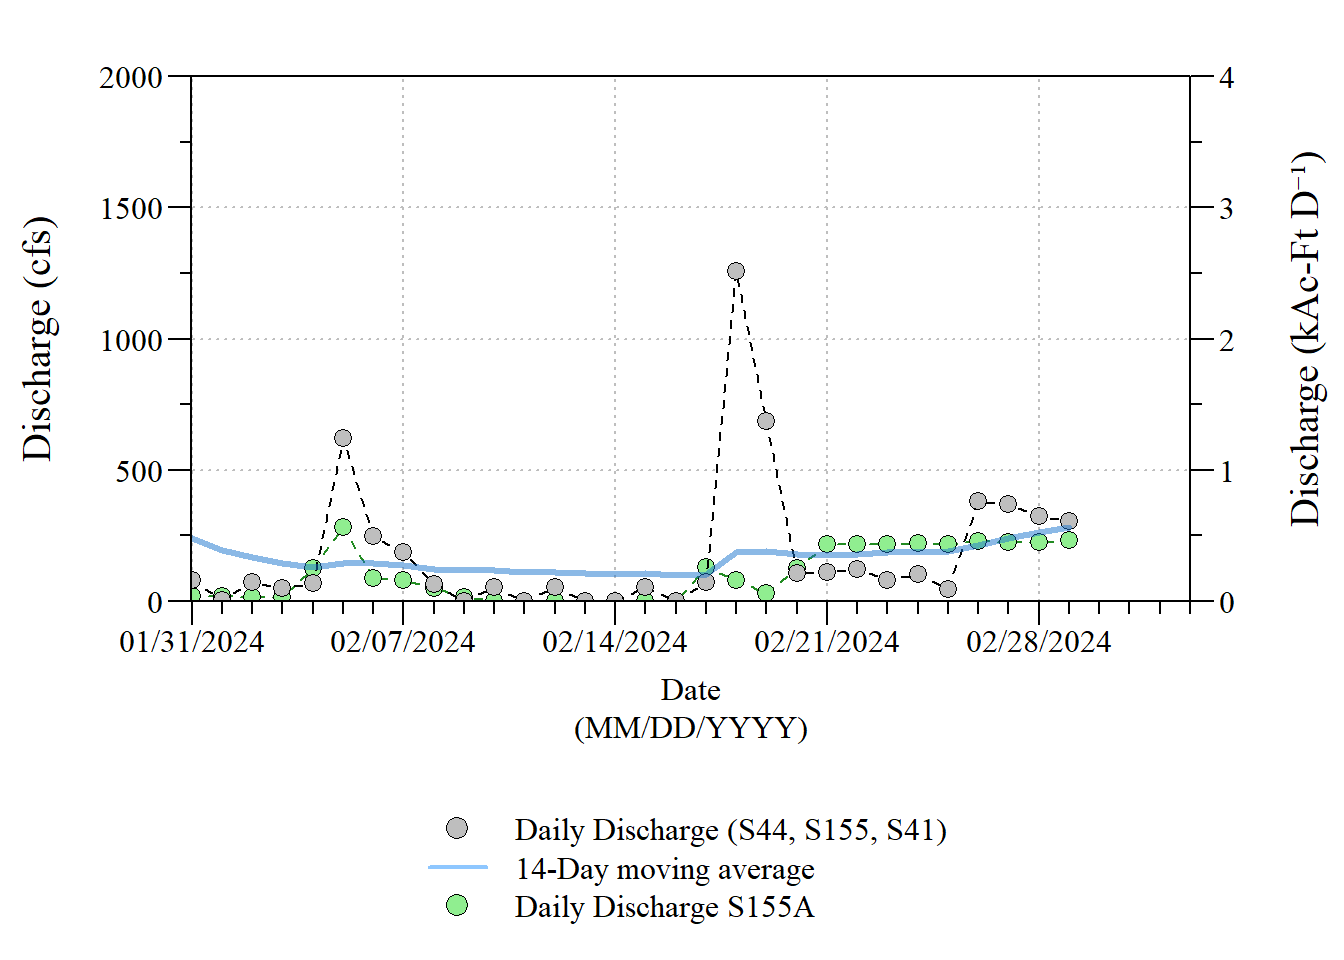 2000
1500
1000
500
0
Discharge (cfs)
4
3
2
1
0
Discharge (kAc-Ft D⁻¹)
01/31/2024 02/07/2024 02/14/2024 02/21/2024 02/28/2024
Date
(MM/DD/YYYY)
Daily Discharge (S44, S155, S41)
14-Day moving average
Daily Discharge S155A